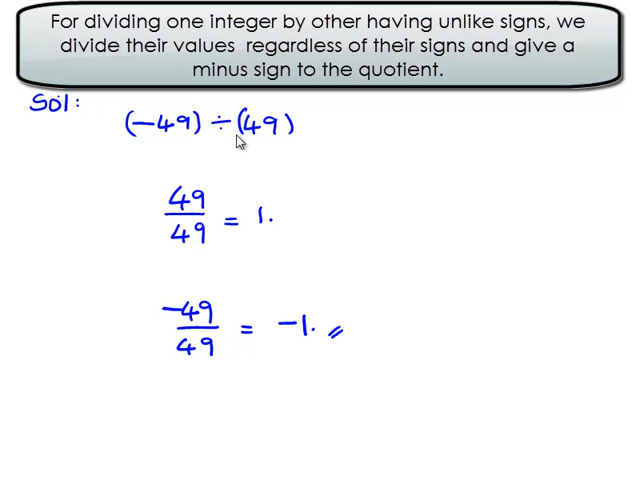 For dividing one integer by other having unlike signs, we
divide their values regardless of their signs and give a
minus sign to the quotient.
Sol:
(-49) ÷ (49)
49
49 = 1.
-49
49 = -1. //